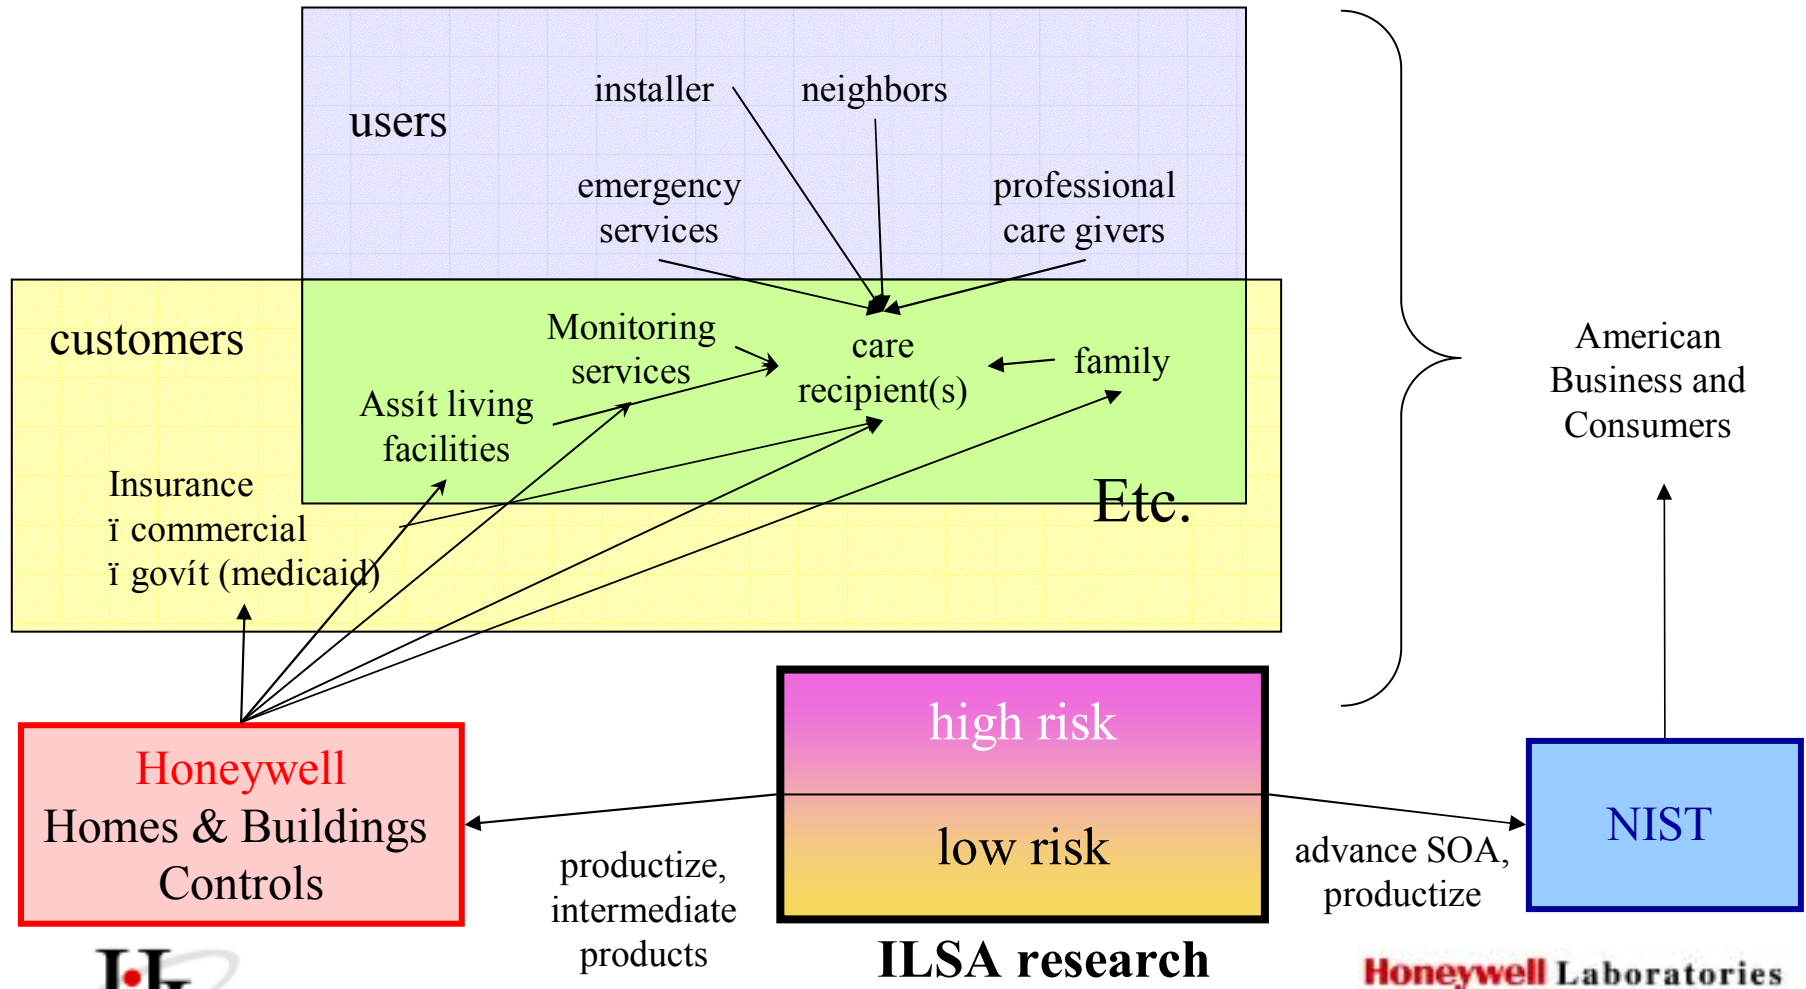 installer
neighbors
users
emergency
services
professional
care givers
customers
Monitoring
services
care
recipient(s)
family
Assít living
facilities
Etc.
Insurance
ï commercial
ï govít (medicaid)
American
Business and
Consumers
Honeywell
Homes & Buildings
Controls
high risk
low risk
NIST
productize,
intermediate
products
advance SOA,
productize
ILSA research
Honeywell Laboratories